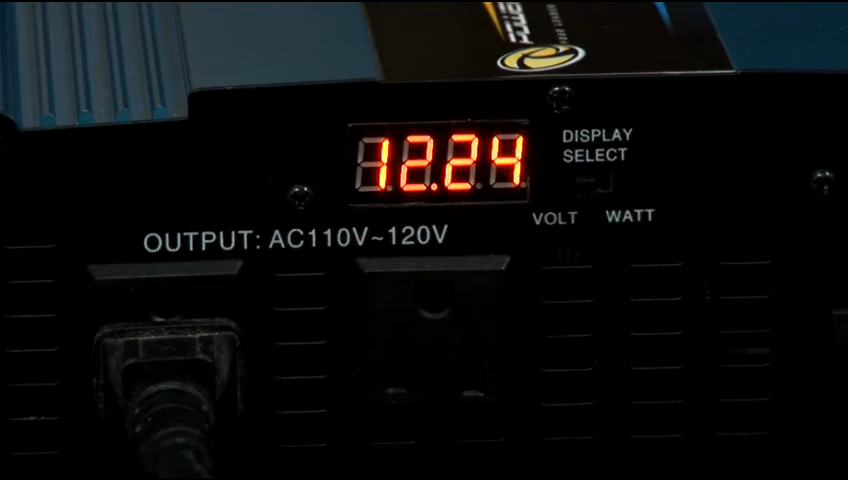 12.24
DISPLAY
SELECT
VOLT WATT
OUTPUT: AC110V~120V